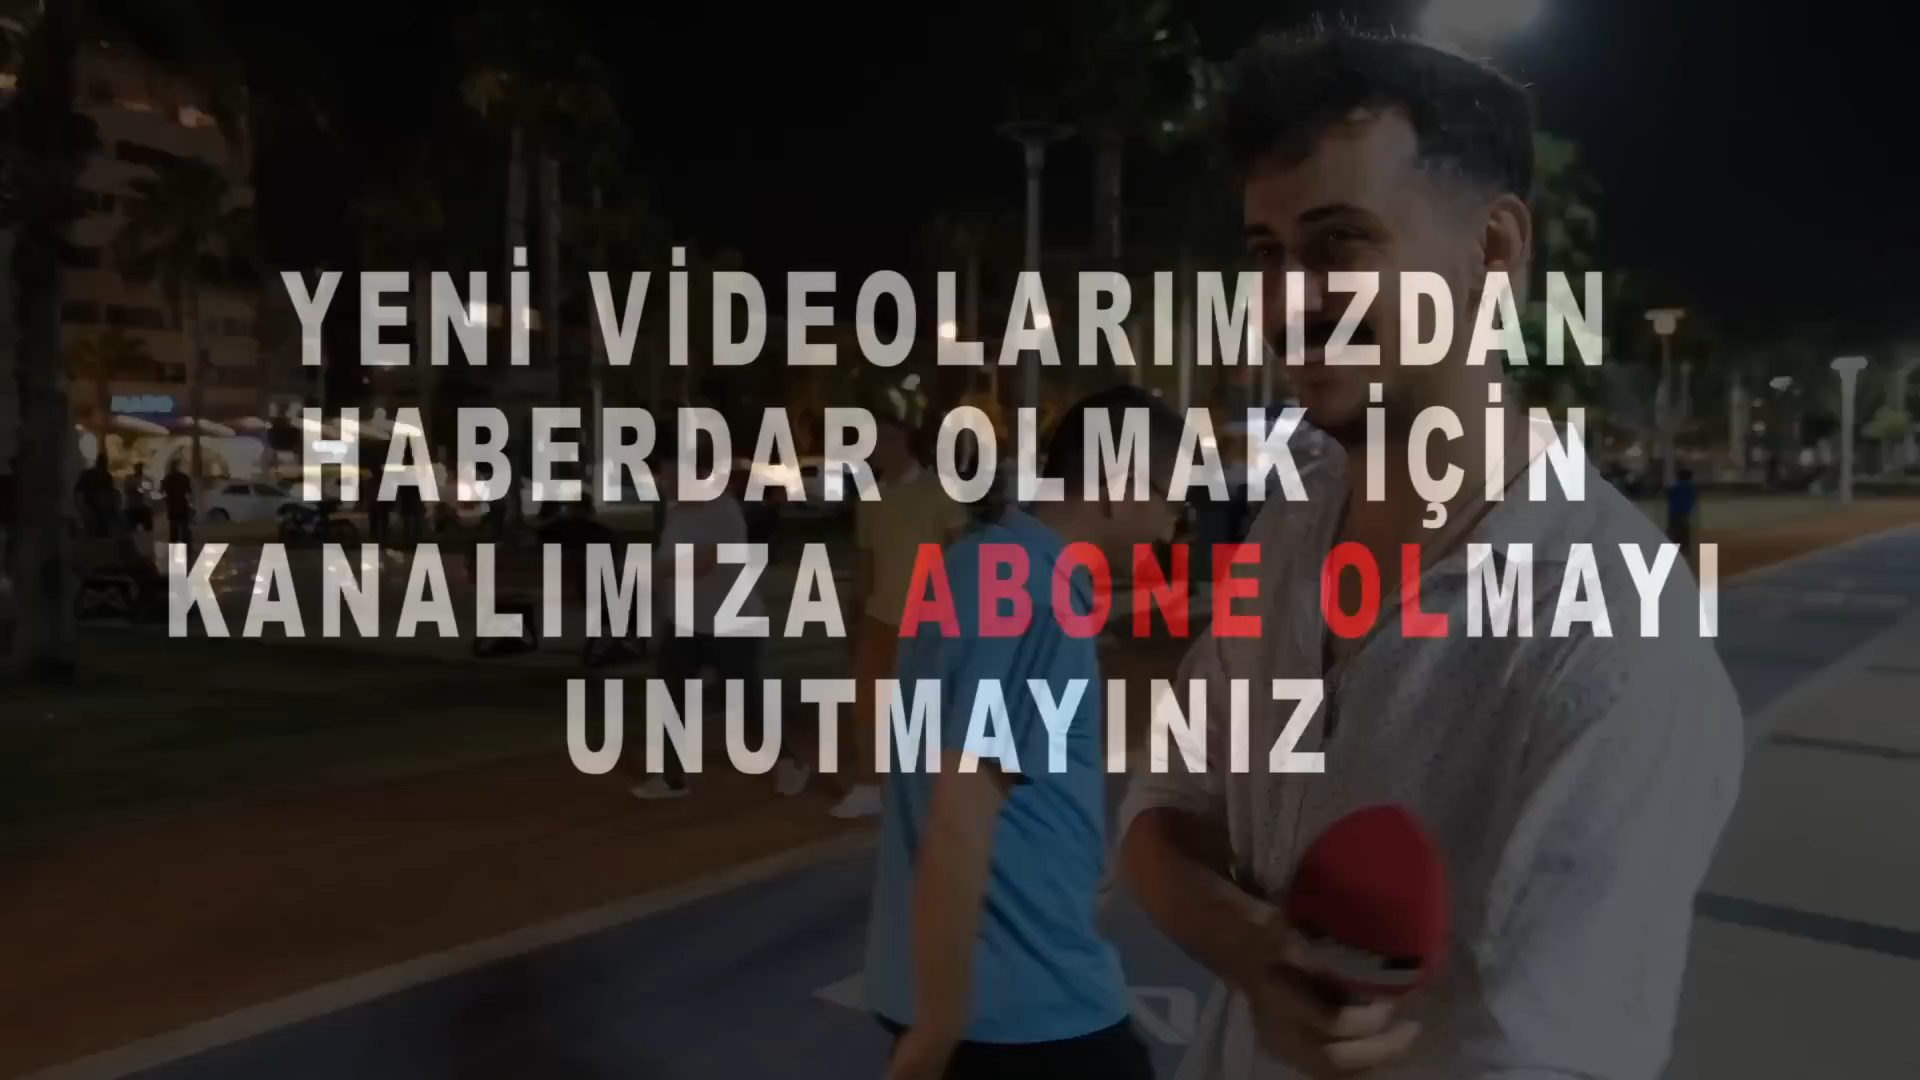 YENİ VİDEOLARIMIZDAN
HABERDAR OLMAK İÇİN
KANALIMIZA ABONE OLMAYI
UNUTMAYINIZ